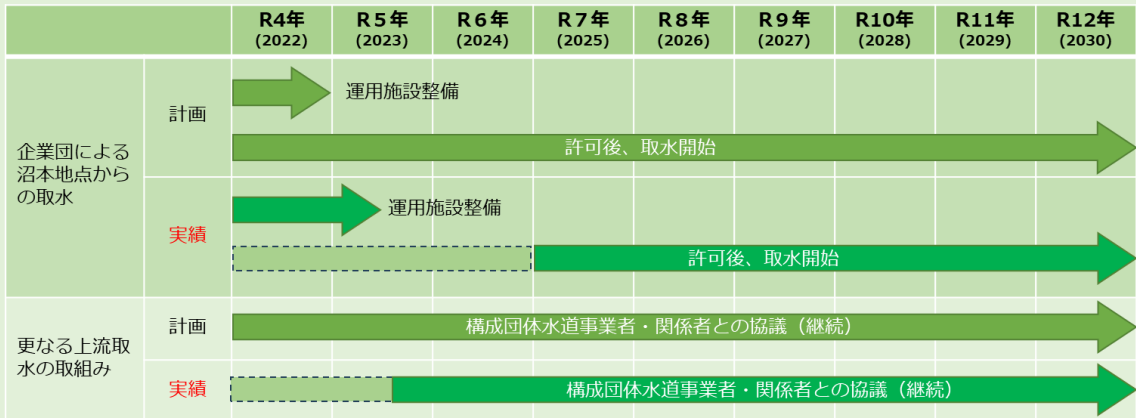 R4年 R５年 R６年 R７年 R８年 R９年 R10年 R11年 R12年
(2022) (2023) (2024) (2025) (2026) (2027) (2028) (2029) (2030)
企業団による
沼本地点から
の取水
計画
運用施設整備
許可後、取水開始
実績
運用施設整備
許可後、取水開始
更なる上流取
水の取組み
計画
構成団体水道事業者・関係者との協議（継続）
実績
構成団体水道事業者・関係者との協議（継続）